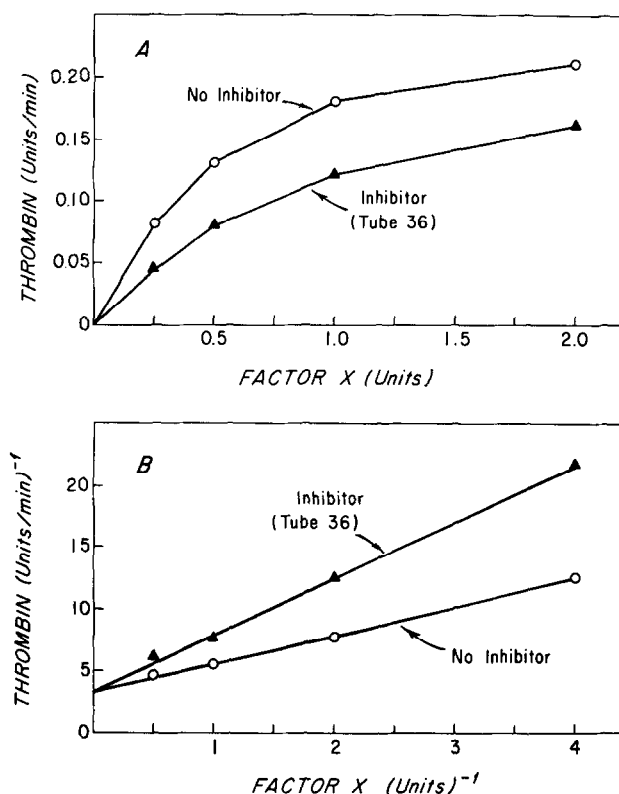 A
THROMBIN (Units/min)
0.20
0.15
0.10
0.05
0
No Inhibitor
Inhibitor
(Tube 36)
0.5
1.0
1.5
2.0
FACTOR X (Units)
B
THROMBIN (Units/min)⁻¹
20
15
10
5
0
Inhibitor
(Tube 36)
No Inhibitor
1
2
3
4
FACTOR X (Units)⁻¹